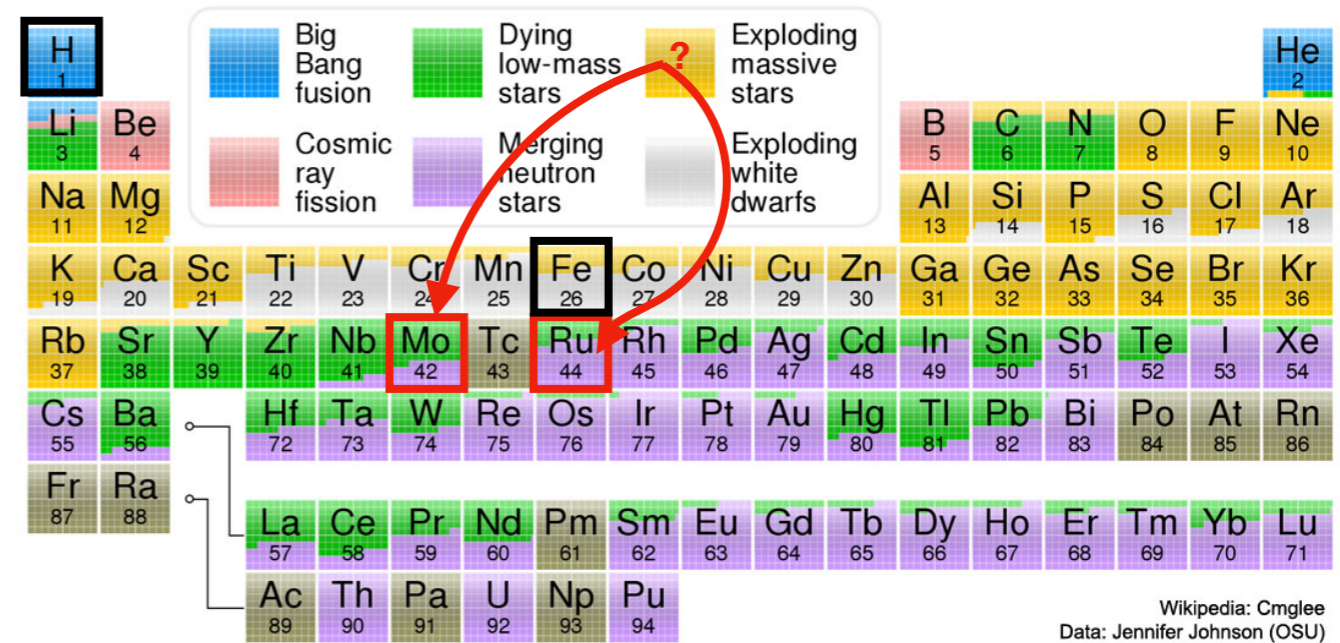 H
1
Big
Bang
fusion
Dying
low-mass
stars
?
Exploding
massive
stars
He
2
Cosmic
ray
fission
Merging
neutron
stars
Exploding
white
dwarfs
Li Be B C N O F Ne
3 4 5 6 7 8 9 10
Na Mg Al Si P S Cl Ar
11 12 13 14 15 16 17 18
K Ca Sc Ti V Cr Mn Fe Co Ni Cu Zn Ga Ge As Se Br Kr
19 20 21 22 23 24 25 26 27 28 29 30 31 32 33 34 35 36
Rb Sr Y Zr Nb Mo Tc Ru Rh Pd Ag Cd In Sn Sb Te I Xe
37 38 39 40 41 42 43 44 45 46 47 48 49 50 51 52 53 54
Cs Ba Hf Ta W Re Os Ir Pt Au Hg Tl Pb Bi Po At Rn
55 56 72 73 74 75 76 77 78 79 80 81 82 83 84 85 86
Fr Ra
87 88
La Ce Pr Nd Pm Sm Eu Gd Tb Dy Ho Er Tm Yb Lu
57 58 59 60 61 62 63 64 65 66 67 68 69 70 71
Ac Th Pa U Np Pu
89 90 91 92 93 94
Wikipedia: Cmglee
Data: Jennifer Johnson (OSU)